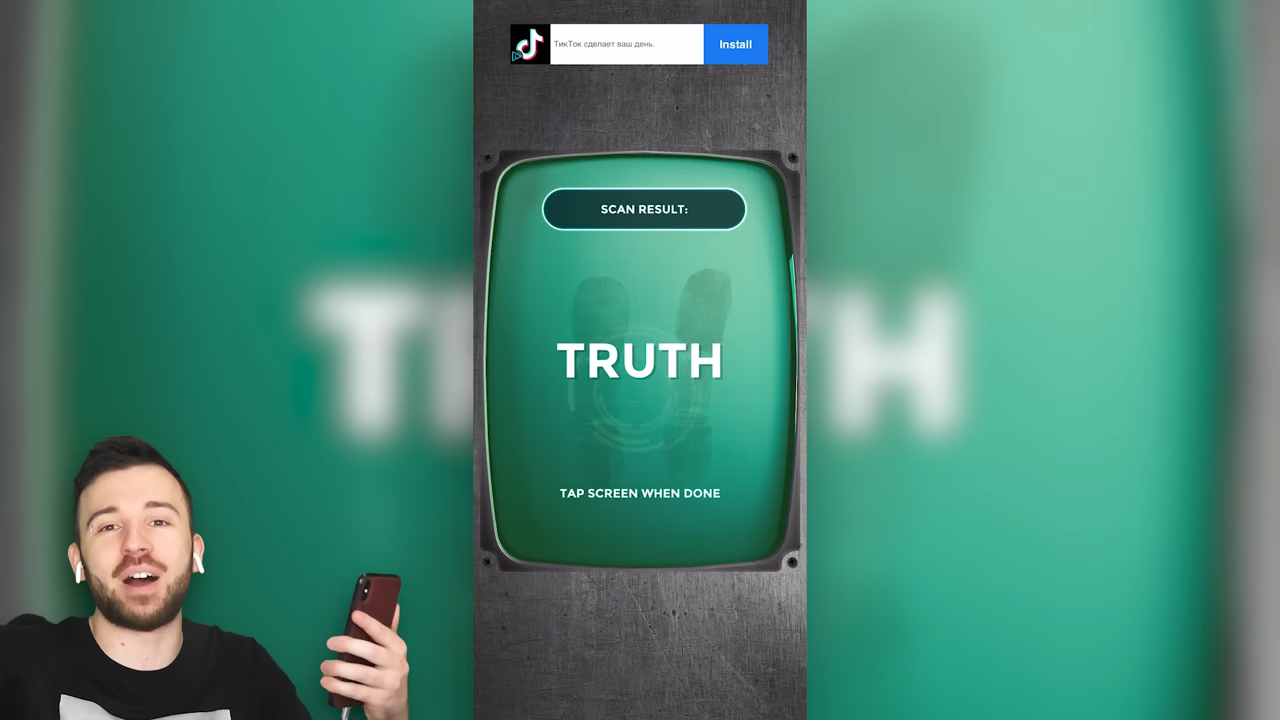 ТикТок сделает ваш день.
Install
SCAN RESULT:
TRUTH
TAP SCREEN WHEN DONE